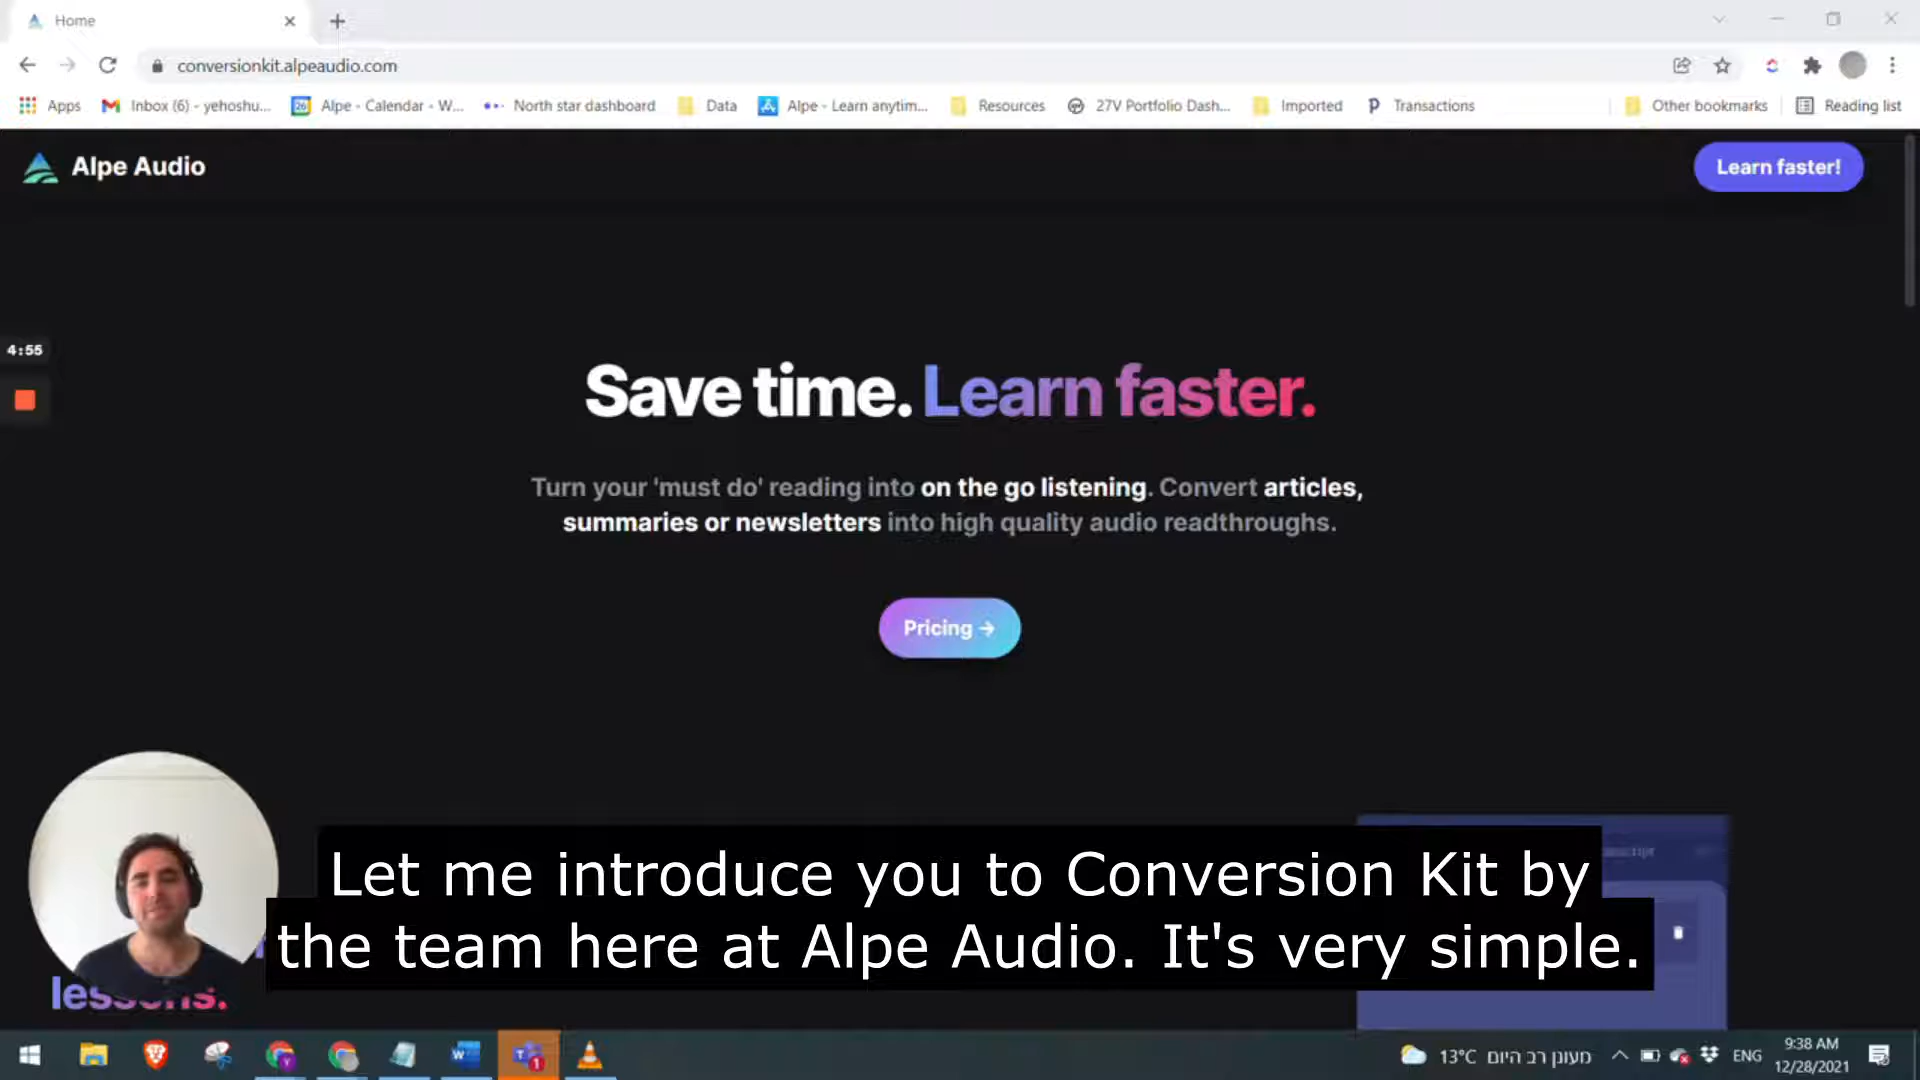 Home
conversionkit.alpeaudio.com
Apps
Inbox (6) - yehoshu...
26
Alpe - Calendar - W...
North star dashboard
Data
Alpe - Learn anytim...
Resources
27V Portfolio Dash...
Imported
Transactions
Other bookmarks
Reading list
Alpe Audio
Learn faster!
4:55
Save time. Learn faster.
Turn your 'must do' reading into on the go listening. Convert articles,
summaries or newsletters into high quality audio readthroughs.
Pricing →
Let me introduce you to Conversion Kit by
the team here at Alpe Audio. It's very simple.
lessons.
13°C מעונן רב היום
ENG
9:38 AM
12/28/2021